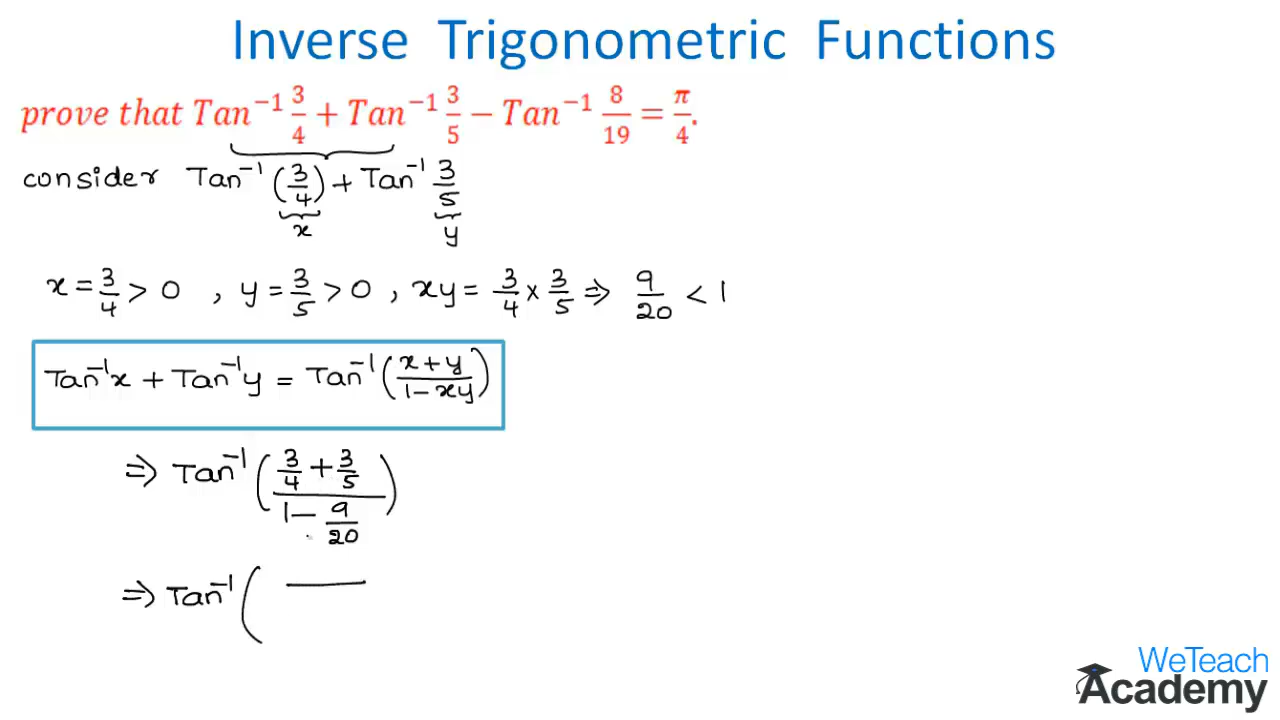 Inverse Trigonometric Functions
prove that Tan⁻¹ 3/4 + Tan⁻¹ 3/5 − Tan⁻¹ 8/19 = π/4.
consider Tan⁻¹ (3/4) + Tan⁻¹ 3/5
x y
x = 3/4 > 0 , y = 3/5 > 0 , xy = 3/4 × 3/5 ⇒ 9/20 < 1
Tan⁻¹x + Tan⁻¹y = Tan⁻¹ ((x+y)/(1−xy))
⇒ Tan⁻¹ ((3/4 + 3/5)/(1 − 9/20))
⇒ Tan⁻¹ (
WeTeach
Academy